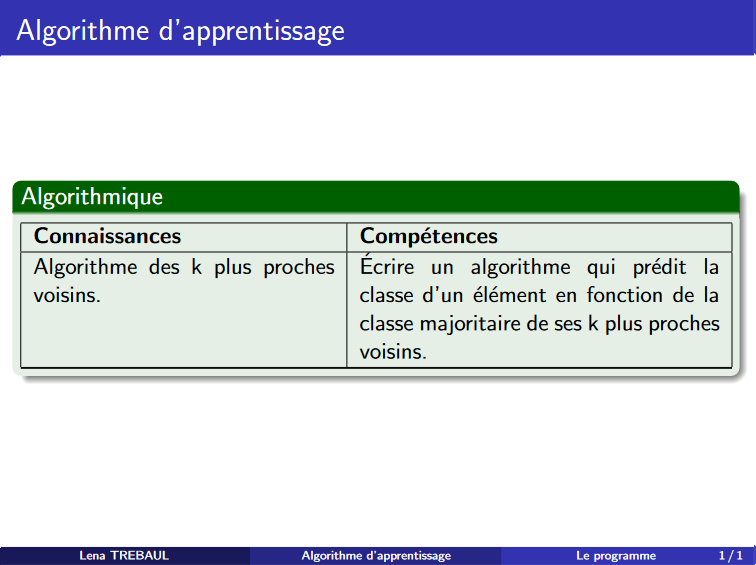 Algorithme d'apprentissage
Algorithmique
Connaissances
Compétences
Algorithme des k plus proches
voisins.
Écrire un algorithme qui prédit la
classe d'un élément en fonction de la
classe majoritaire de ses k plus proches
voisins.
Lena TREBAUL
Algorithme d'apprentissage
Le programme
1 / 1